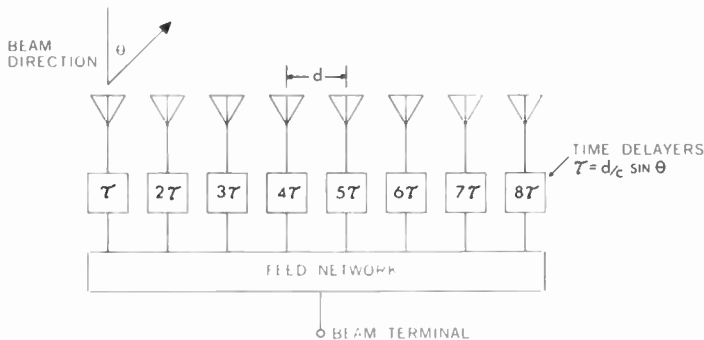 BEAM
DIRECTION
θ
d
TIME DELAYERS
τ = d/c SIN θ
τ 2τ 3τ 4τ 5τ 6τ 7τ 8τ
FEED NETWORK
BEAM TERMINAL